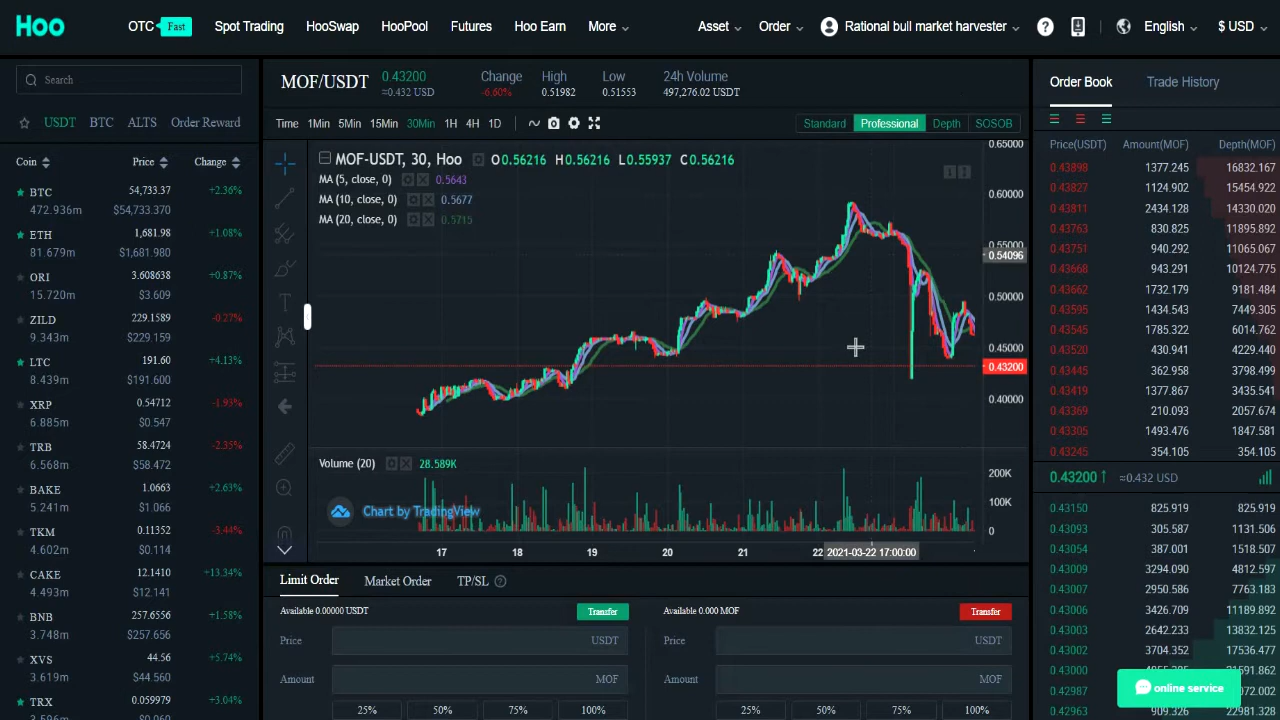 Hoo OTC Fast Spot Trading HooSwap HooPool Futures Hoo Earn More Asset Order Rational bull market harvester ? English $ USD
Search
USDT BTC ALTS Order Reward
Coin Price Change
BTC 54,733.37 +2.36%
472.936m $54,733.370
ETH 1,681.98 +1.08%
81.679m $1,681.980
ORI 3.608638 +0.87%
15.720m $3.609
ZILD 229.1589 -0.27%
9.343m $229.159
LTC 191.60 +4.13%
8.439m $191.600
XRP 0.54712 -1.93%
6.885m $0.547
TRB 58.4724 -2.35%
6.568m $58.472
BAKE 1.0663 +2.63%
5.241m $1.066
TKM 0.11352 -3.44%
4.602m $0.114
CAKE 12.1410 +13.34%
4.493m $12.141
BNB 257.6556 +1.58%
3.748m $257.656
XVS 44.56 +5.74%
3.619m $44.560
TRX 0.059979 +3.04%
3.596m $0.060
MOF/USDT 0.43200 Change High Low 24h Volume
≈0.432 USD -6.60% 0.51982 0.51553 497,276.02 USDT
Time 1Min 5Min 15Min 30Min 1H 4H 1D Standard Professional Depth SOSOB
MOF-USDT, 30, Hoo O0.56216 H0.56216 L0.55937 C0.56216
MA (5, close, 0) 0.5643
MA (10, close, 0) 0.5677
MA (20, close, 0) 0.5715
0.65000
0.60000
0.55000
0.54096
0.50000
0.45000
0.43200
0.40000
Volume (20) 28.589K
200K
100K
0
Chart by TradingView
17 18 19 20 21 22 2021-03-22 17:00:00
Limit Order Market Order TP/SL ?
Available 0.00000 USDT Transfer Available 0.000 MOF Transfer
Price USDT Price USDT
Amount MOF Amount MOF
25% 50% 75% 100% 25% 50% 75% 100%
Order Book Trade History
Price(USDT) Amount(MOF) Depth(MOF)
0.43898 1377.245 16832.167
0.43827 1124.902 15454.922
0.43811 2434.128 14330.020
0.43763 830.825 11895.892
0.43751 940.292 11065.067
0.43668 943.291 10124.775
0.43662 1732.179 9181.484
0.43595 1434.543 7449.305
0.43545 1785.322 6014.762
0.43520 430.941 4229.440
0.43445 362.958 3798.499
0.43419 1377.867 3435.541
0.43369 210.093 2057.674
0.43305 1493.476 1847.581
0.43245 354.105 354.105
0.43200↑ ≈0.432 USD
0.43150 825.919 825.919
0.43093 305.587 1131.506
0.43054 387.001 1518.507
0.43009 3294.090 4812.597
0.43007 2950.586 7763.183
0.43006 3426.709 11189.892
0.43003 2642.233 13832.125
0.43002 3704.352 17536.477
0.43000
0.42987
0.42963 909.326 22981.328
online service